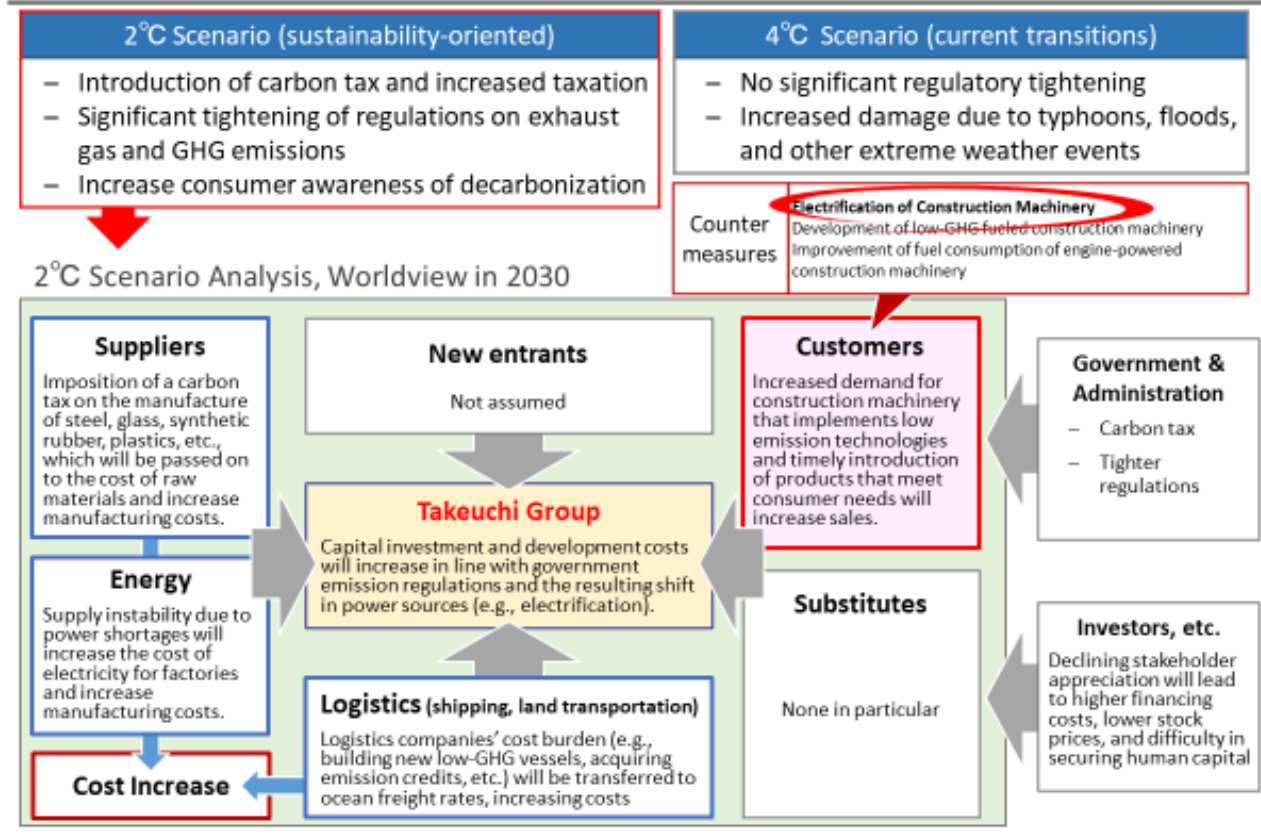 2℃ Scenario (sustainability-oriented)
– Introduction of carbon tax and increased taxation
– Significant tightening of regulations on exhaust
gas and GHG emissions
– Increase consumer awareness of decarbonization
4℃ Scenario (current transitions)
– No significant regulatory tightening
– Increased damage due to typhoons, floods,
and other extreme weather events
Counter
measures
Electrification of Construction Machinery
Development of low-GHG fueled construction machinery
Improvement of fuel consumption of engine-powered
construction machinery
2℃ Scenario Analysis, Worldview in 2030
Suppliers
Imposition of a carbon
tax on the manufacture
of steel, glass, synthetic
rubber, plastics, etc.,
which will be passed on
to the cost of raw
materials and increase
manufacturing costs.
Energy
Supply instability due to
power shortages will
increase the cost of
electricity for factories
and increase
manufacturing costs.
Cost Increase
New entrants
Not assumed
Takeuchi Group
Capital investment and development costs
will increase in line with government
emission regulations and the resulting shift
in power sources (e.g., electrification).
Logistics (shipping, land transportation)
Logistics companies' cost burden (e.g.,
building new low-GHG vessels, acquiring
emission credits, etc.) will be transferred to
ocean freight rates, increasing costs
Customers
Increased demand for
construction machinery
that implements low
emission technologies
and timely introduction
of products that meet
consumer needs will
increase sales.
Substitutes
None in particular
Government &
Administration
– Carbon tax
– Tighter
regulations
Investors, etc.
Declining stakeholder
appreciation will lead
to higher financing
costs, lower stock
prices, and difficulty in
securing human capital